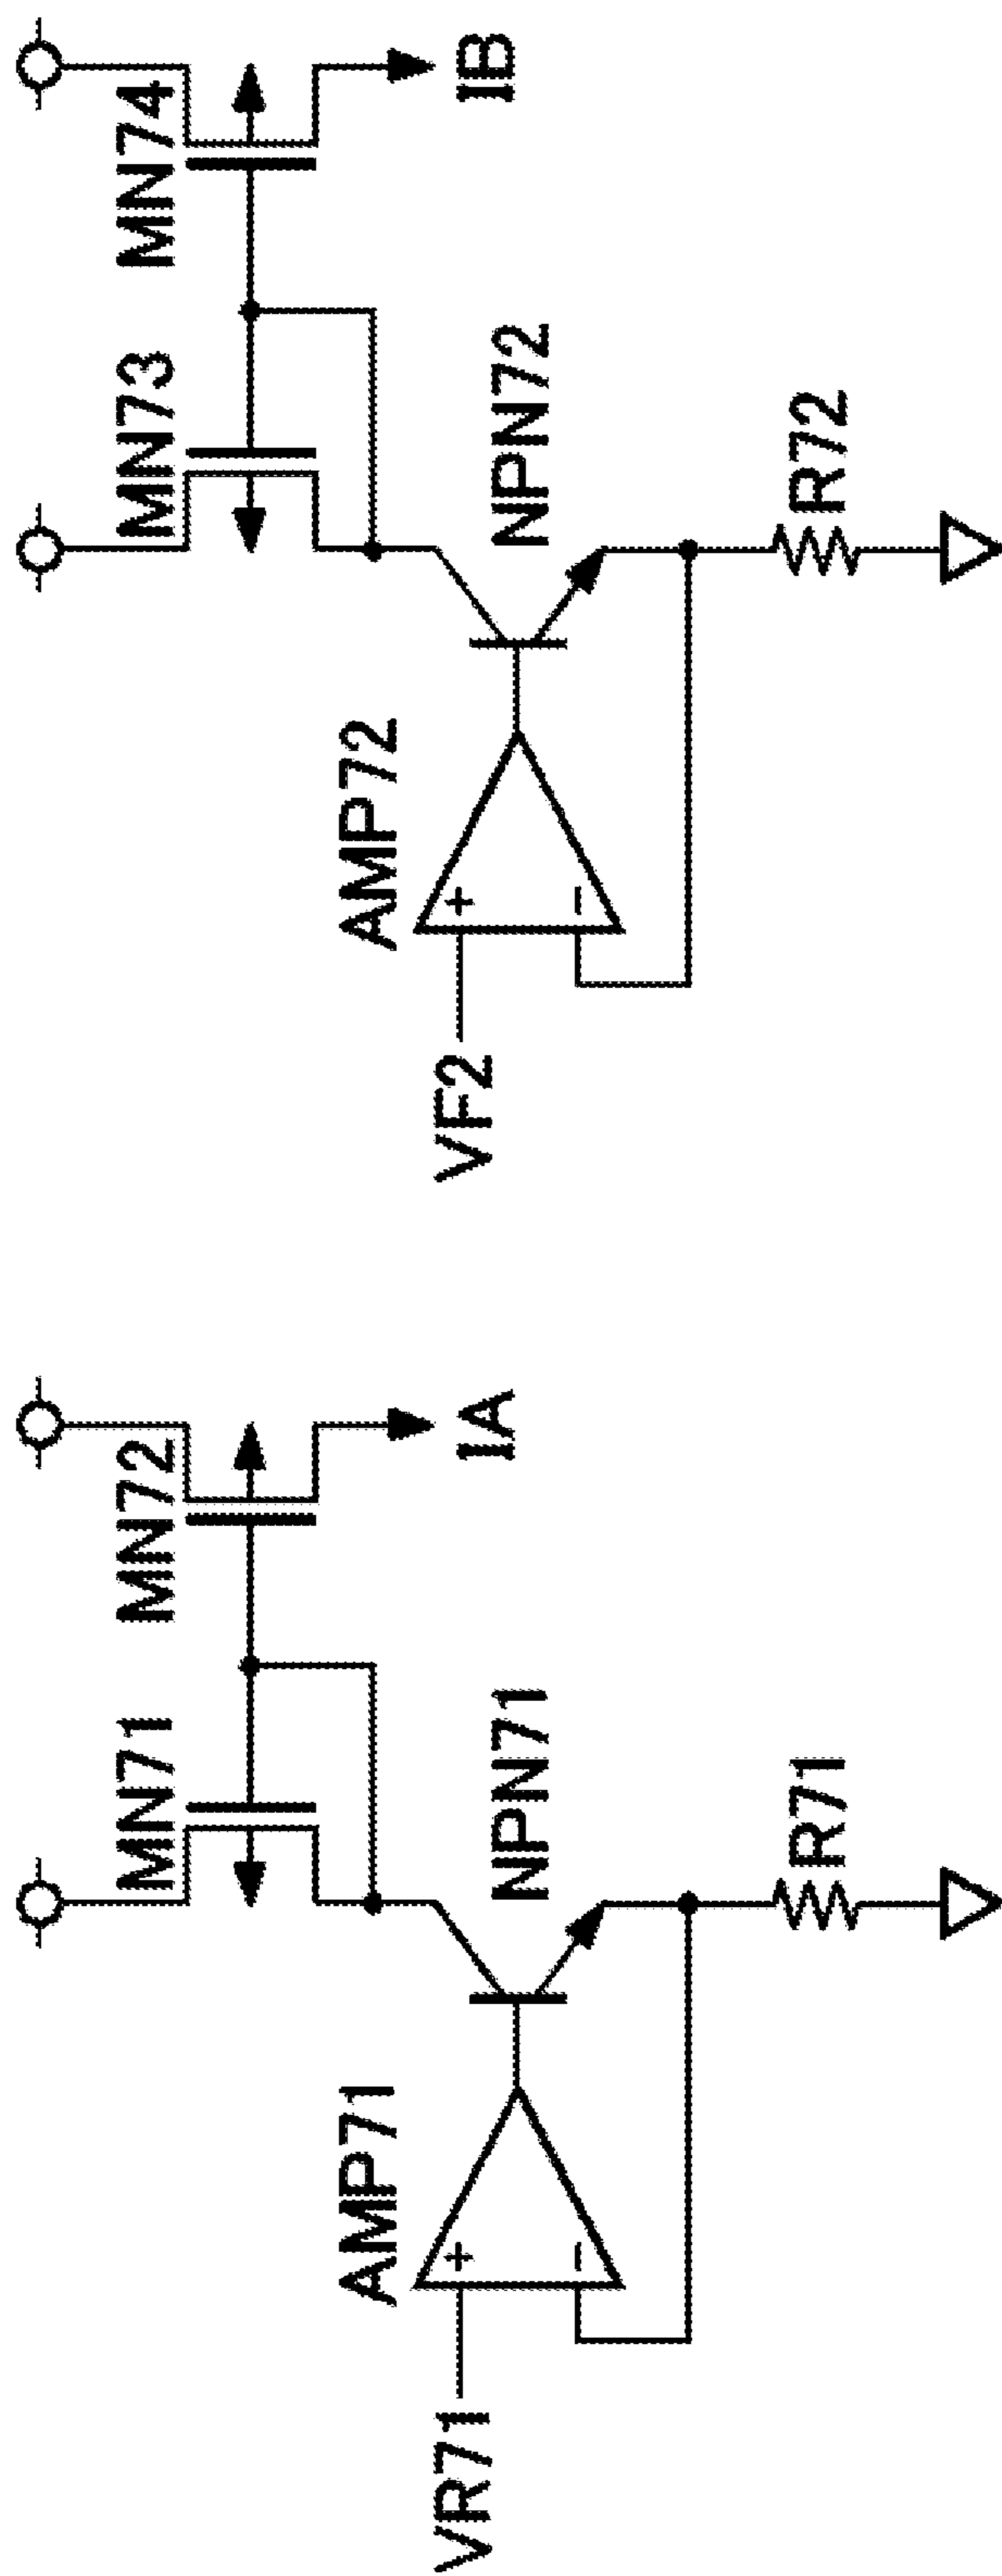 MN71
MN72
IA
AMP71
+
-
NPN71
VR71
R71
MN73
MN74
IB
AMP72
+
-
NPN72
VF2
R72